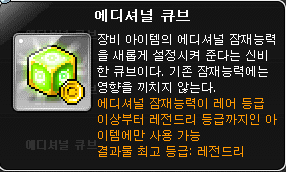 에디셔널 큐브
장비 아이템의 에디셔널 잠재능력
을 새롭게 설정시켜 준다는 신비
한 큐브이다. 기존 잠재능력에는
영향을 끼치지 않는다.
에디셔널 잠재능력이 레어 등급
이상부터 레전드리 등급까지인 아
이템에만 사용 가능
결과물 최고 등급: 레전드리